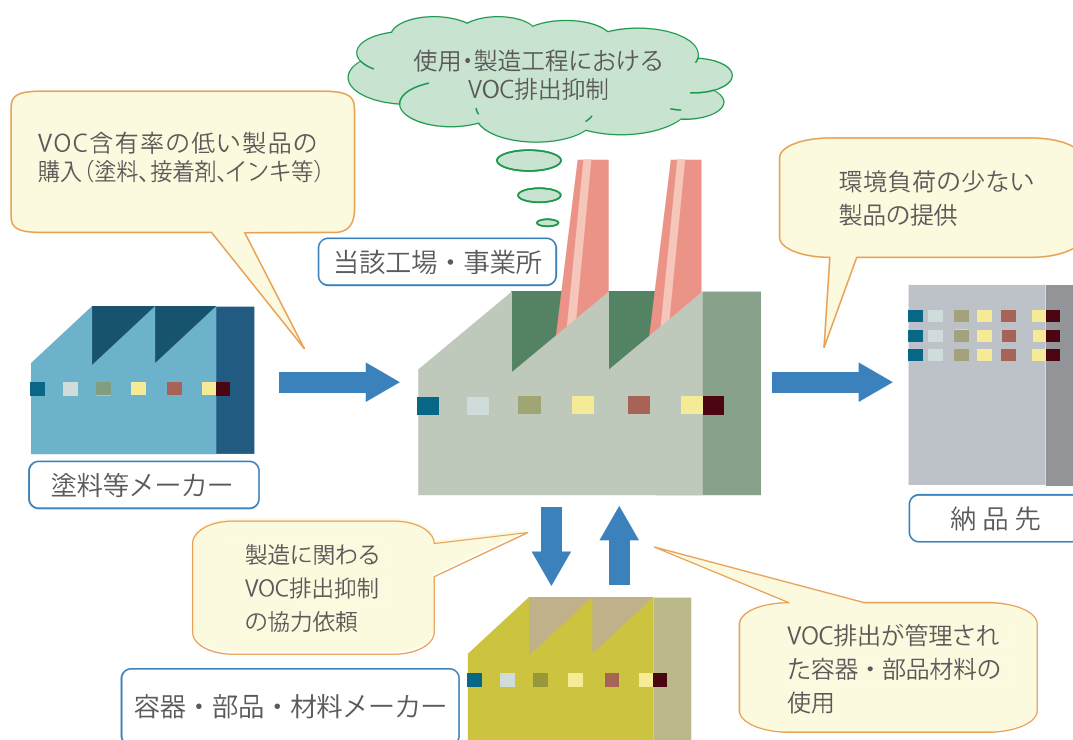 使用・製造工程における
VOC排出抑制
VOC含有率の低い製品の
購入（塗料、接着剤、インキ等）
環境負荷の少ない
製品の提供
当該工場・事業所
塗料等メーカー
納品先
製造に関わる
VOC排出抑制
の協力依頼
VOC排出が管理され
た容器・部品材料の
使用
容器・部品・材料メーカー